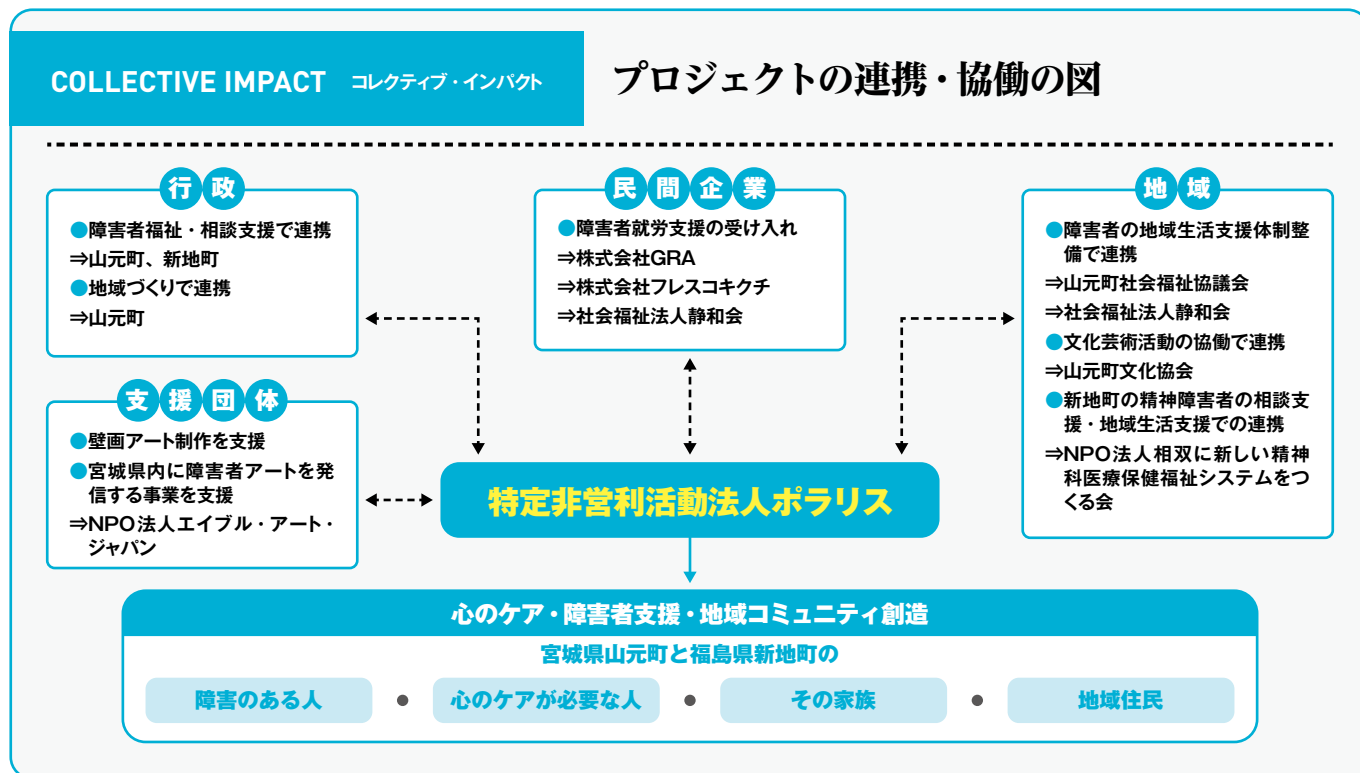 COLLECTIVE IMPACT コレクティブ・インパクト
プロジェクトの連携・協働の図
行政
●障害者福祉・相談支援で連携
⇒山元町、新地町
●地域づくりで連携
⇒山元町
民間企業
●障害者就労支援の受け入れ
⇒株式会社GRA
⇒株式会社フレスコキクチ
⇒社会福祉法人静和会
地域
●障害者の地域生活支援体制整
備で連携
⇒山元町社会福祉協議会
⇒社会福祉法人静和会
●文化芸術活動の協働で連携
⇒山元町文化協会
●新地町の精神障害者の相談支
援・地域生活支援での連携
⇒NPO法人相双に新しい精神
科医療保健福祉システムをつ
くる会
支援団体
●壁画アート制作を支援
●宮城県内に障害者アートを発
信する事業を支援
⇒NPO法人エイブル・アート・
ジャパン
特定非営利活動法人ポラリス
心のケア・障害者支援・地域コミュニティ創造
宮城県山元町と福島県新地町の
障害のある人 ● 心のケアが必要な人 ● その家族 ● 地域住民